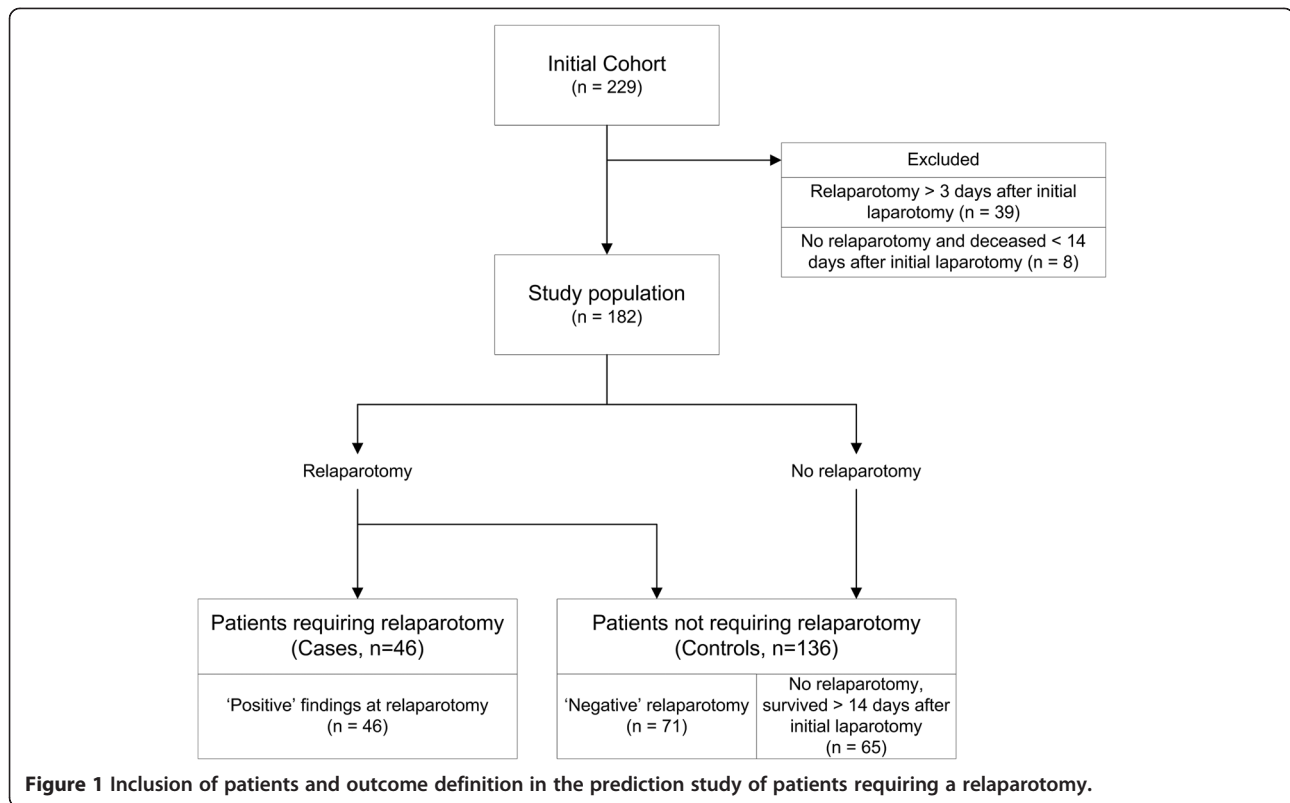 Initial Cohort
(n = 229)
Excluded
Relaparotomy > 3 days after initial
laparotomy (n = 39)
No relaparotomy and deceased < 14
days after initial laparotomy (n = 8)
Study population
(n = 182)
Relaparotomy
No relaparotomy
Patients requiring relaparotomy
(Cases, n=46)
‘Positive’ findings at relaparotomy
(n = 46)
Patients not requiring relaparotomy
(Controls, n=136)
‘Negative’ relaparotomy
(n = 71)
No relaparotomy,
survived > 14 days after
initial laparotomy
(n = 65)
Figure 1 Inclusion of patients and outcome definition in the prediction study of patients requiring a relaparotomy.